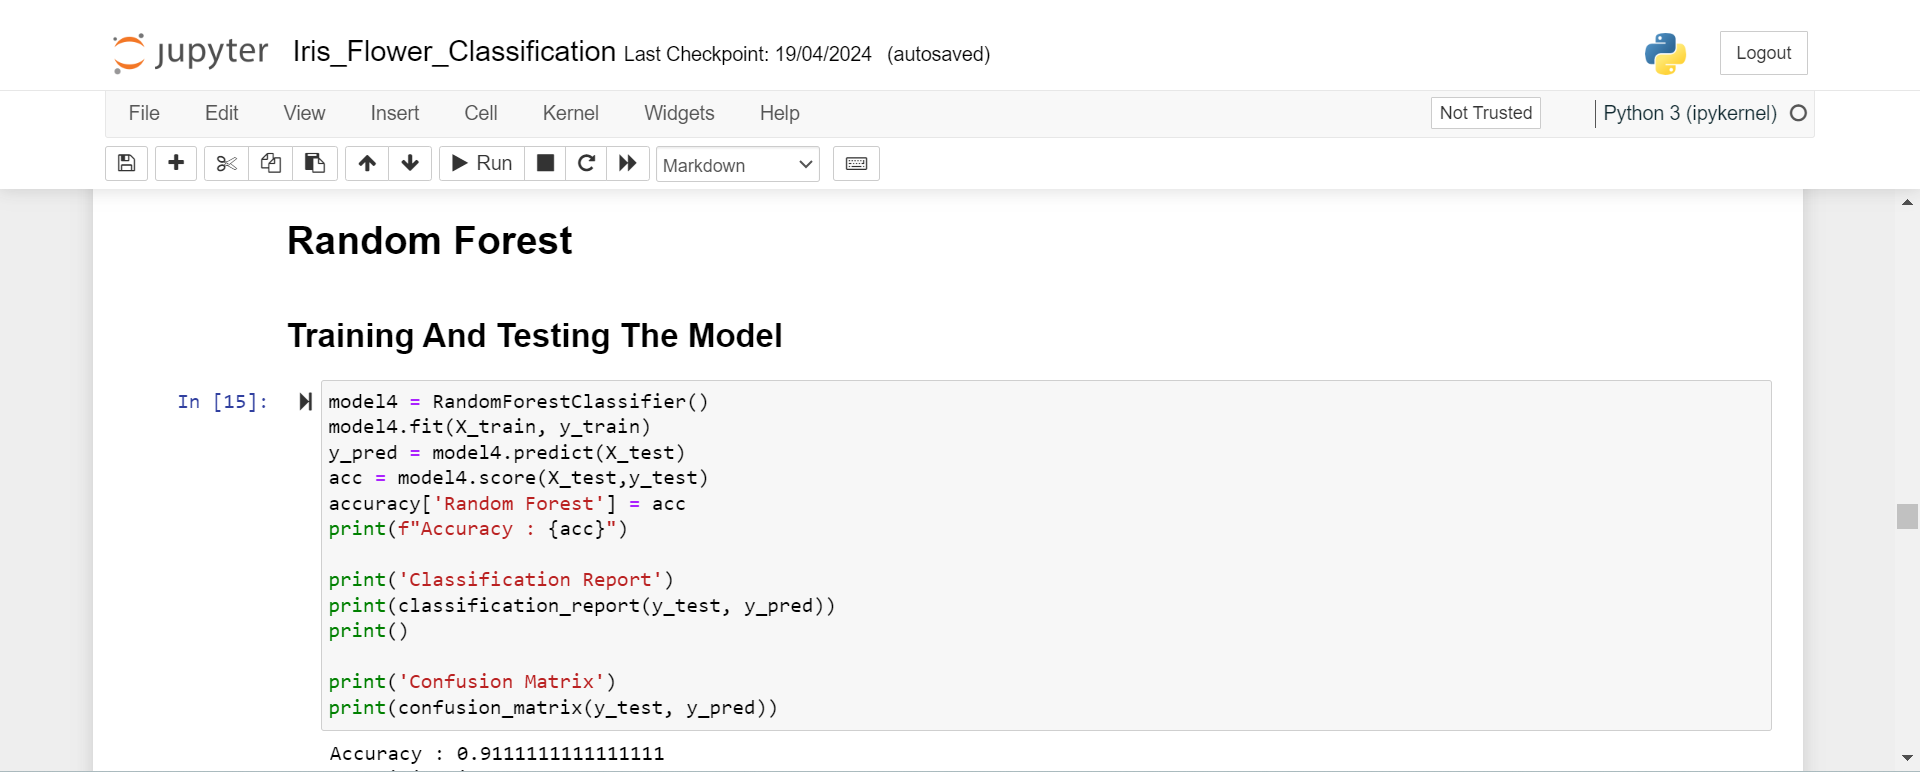 jupyter Iris_Flower_Classification Last Checkpoint: 19/04/2024 (autosaved) Logout
File Edit View Insert Cell Kernel Widgets Help Not Trusted Python 3 (ipykernel)
Run Markdown
Random Forest
Training And Testing The Model
In [15]: model4 = RandomForestClassifier()
model4.fit(X_train, y_train)
y_pred = model4.predict(X_test)
acc = model4.score(X_test,y_test)
accuracy['Random Forest'] = acc
print(f"Accuracy : {acc}")
print('Classification Report')
print(classification_report(y_test, y_pred))
print()
print('Confusion Matrix')
print(confusion_matrix(y_test, y_pred))
Accuracy : 0.9111111111111111